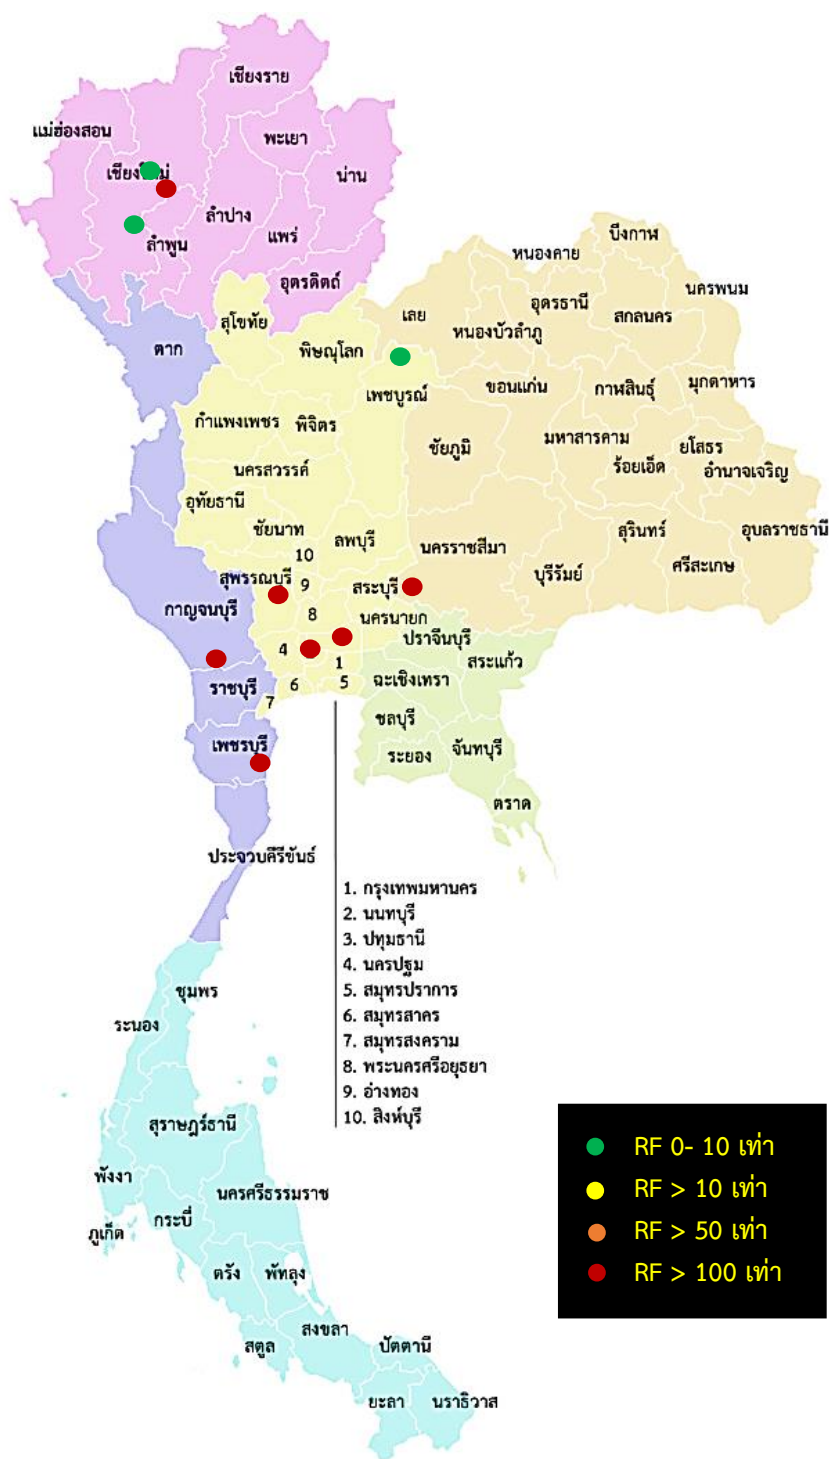 เชียงราย
แม่ฮ่องสอน
พะเยา
เชียงใหม่
น่าน
ลำปาง
ลำพูน
แพร่
อุตรดิตถ์
บึงกาฬ
หนองคาย
นครพนม
อุดรธานี
เลย
สกลนคร
สุโขทัย
หนองบัวลำภู
ตาก
พิษณุโลก
เพชบูรณ์
ขอนแก่น
กาฬสินธุ์
มุกดาหาร
กำแพงเพชร
พิจิตร
ชัยภูมิ
มหาสารคาม
ยโสธร
ร้อยเอ็ด
อำนาจเจริญ
นครสวรรค์
อุทัยธานี
ชัยนาท
ลพบุรี
นครราชสีมา
สุรินทร์
อุบลราชธานี
10
สุพรรณบุรี
9
สระบุรี
บุรีรัมย์
ศรีสะเกษ
กาญจนบุรี
8
นครนายก
ปราจีนบุรี
4
1
สระแก้ว
ราชบุรี
6
5
ฉะเชิงเทรา
7
ชลบุรี
เพชรบุรี
ระยอง
จันทบุรี
ตราด
ประจวบคีรีขันธ์
1. กรุงเทพมหานคร
2. นนทบุรี
3. ปทุมธานี
4. นครปฐม
5. สมุทรปราการ
6. สมุทรสาคร
7. สมุทรสงคราม
8. พระนครศรีอยุธยา
9. อ่างทอง
10. สิงห์บุรี
ชุมพร
ระนอง
สุราษฎร์ธานี
พังงา
นครศรีธรรมราช
กระบี่
ภูเก็ต
ตรัง
พัทลุง
สงขลา
สตูล
ปัตตานี
ยะลา
นราธิวาส
RF 0- 10 เท่า
RF > 10 เท่า
RF > 50 เท่า
RF > 100 เท่า